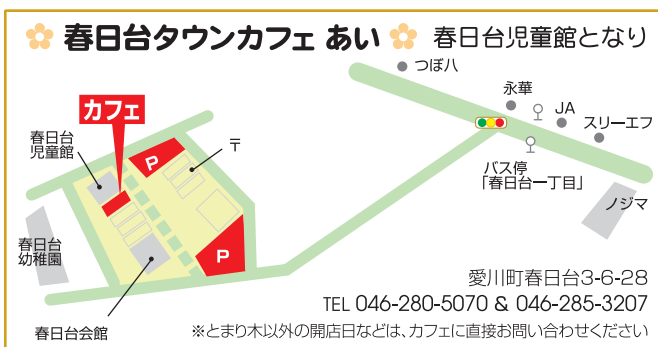 春日台タウンカフェ あい 春日台児童館となり
つぼ八
永華
JA
スリーエフ
カフェ
春日台
児童館
〒
P
バス停
「春日台一丁目」
ノジマ
春日台
幼稚園
P
春日台会館
愛川町春日台3-6-28
TEL 046-280-5070 & 046-285-3207
※とまり木以外の開店日などは、カフェに直接お問い合わせください